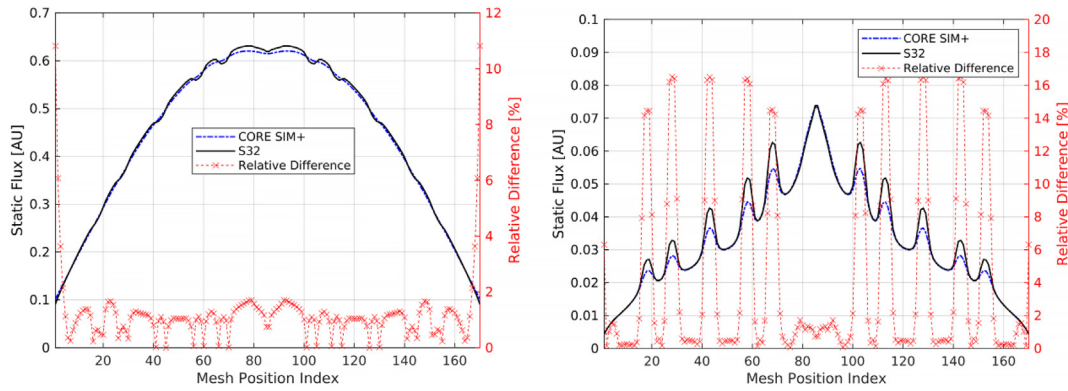 0.7
0.6
0.5
0.4
0.3
0.2
0.1
0
Static Flux [AU]
20 40 60 80 100 120 140 160
Mesh Position Index
12
10
8
6
4
2
0
Relative Difference [%]
CORE SIM+
S32
Relative Difference
0.1
0.09
0.08
0.07
0.06
0.05
0.04
0.03
0.02
0.01
0
Static Flux [AU]
20 40 60 80 100 120 140 160
Mesh Position Index
20
18
16
14
12
10
8
6
4
2
0
Relative Difference [%]
CORE SIM+
S32
Relative Difference